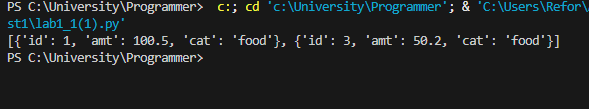 PS C:\University\Programmer>  c:; cd 'c:\University\Programmer'; & 'C:\Users\Refor\
st1\lab1_1(1).py'
[{'id': 1, 'amt': 100.5, 'cat': 'food'}, {'id': 3, 'amt': 50.2, 'cat': 'food'}]
PS C:\University\Programmer>